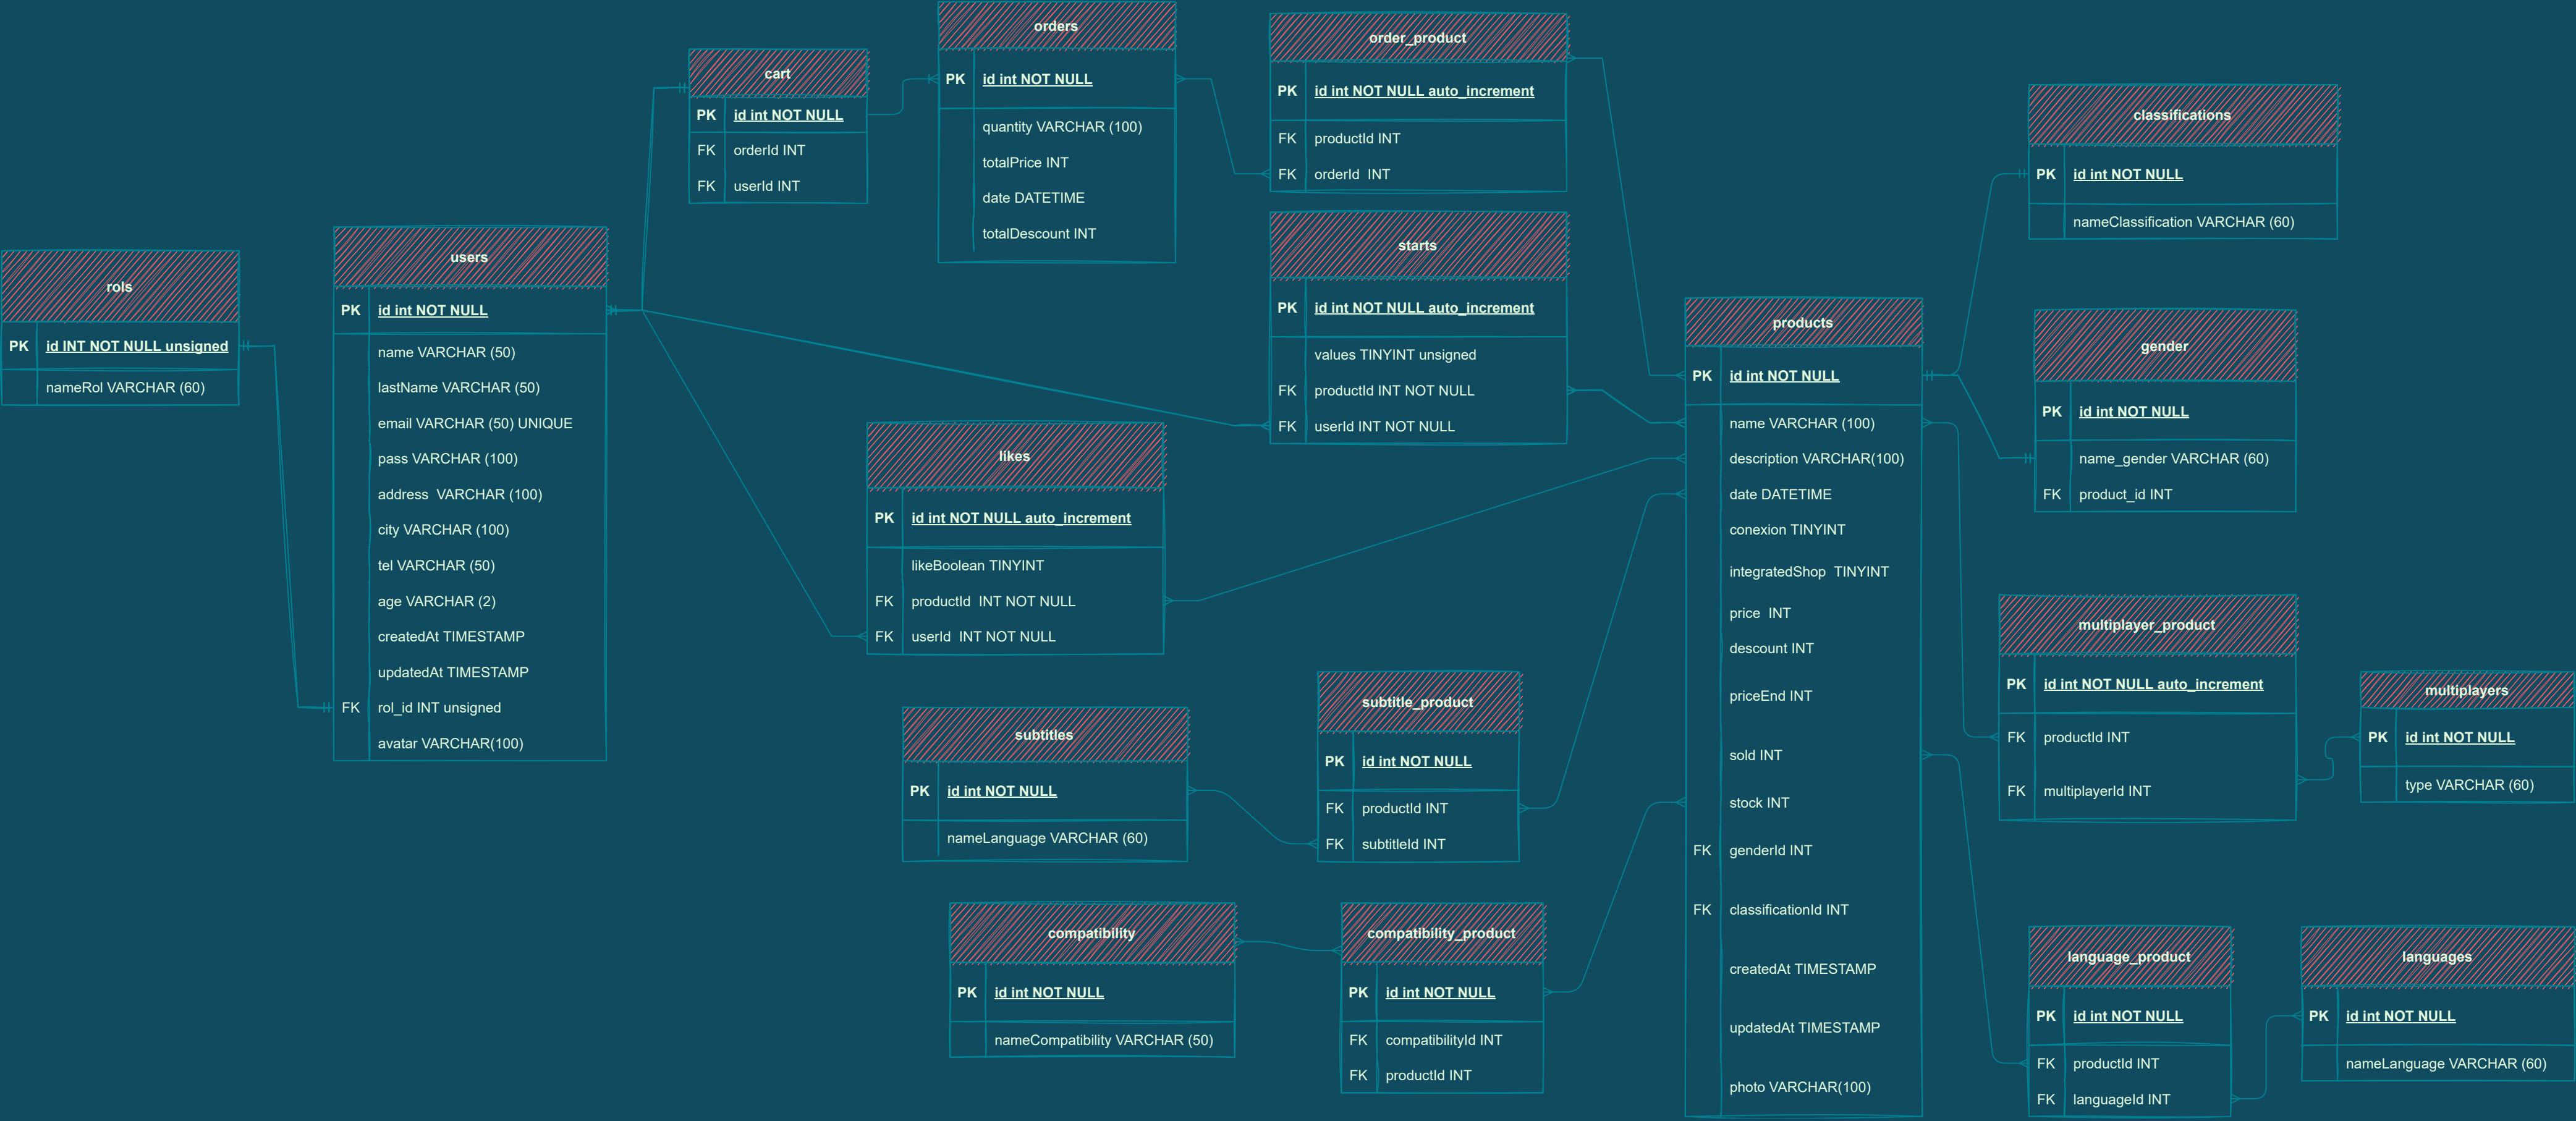 rols
PK id INT NOT NULL unsigned
nameRol VARCHAR (60)
users
PK id int NOT NULL
name VARCHAR (50)
lastName VARCHAR (50)
email VARCHAR (50) UNIQUE
pass VARCHAR (100)
address VARCHAR (100)
city VARCHAR (100)
tel VARCHAR (50)
age VARCHAR (2)
createdAt TIMESTAMP
updatedAt TIMESTAMP
FK rol_id INT unsigned
avatar VARCHAR(100)
cart
PK id int NOT NULL
FK orderId INT
FK userId INT
orders
PK id int NOT NULL
quantity VARCHAR (100)
totalPrice INT
date DATETIME
totalDescount INT
order_product
PK id int NOT NULL auto_increment
FK productId INT
FK orderId INT
starts
PK id int NOT NULL auto_increment
values TINYINT unsigned
FK productId INT NOT NULL
FK userId INT NOT NULL
likes
PK id int NOT NULL auto_increment
likeBoolean TINYINT
FK productId INT NOT NULL
FK userId INT NOT NULL
subtitles
PK id int NOT NULL
nameLanguage VARCHAR (60)
subtitle_product
PK id int NOT NULL
FK productId INT
FK subtitleId INT
compatibility
PK id int NOT NULL
nameCompatibility VARCHAR (50)
compatibility_product
PK id int NOT NULL
FK compatibilityId INT
FK productId INT
products
PK id int NOT NULL
name VARCHAR (100)
description VARCHAR(100)
date DATETIME
conexion TINYINT
integratedShop TINYINT
price INT
descount INT
priceEnd INT
sold INT
stock INT
FK genderId INT
FK classificationId INT
createdAt TIMESTAMP
updatedAt TIMESTAMP
photo VARCHAR(100)
classifications
PK id int NOT NULL
nameClassification VARCHAR (60)
gender
PK id int NOT NULL
name_gender VARCHAR (60)
FK product_id INT
multiplayer_product
PK id int NOT NULL auto_increment
FK productId INT
FK multiplayerId INT
multiplayers
PK id int NOT NULL
type VARCHAR (60)
language_product
PK id int NOT NULL
FK productId INT
FK languageId INT
languages
PK id int NOT NULL
nameLanguage VARCHAR (60)